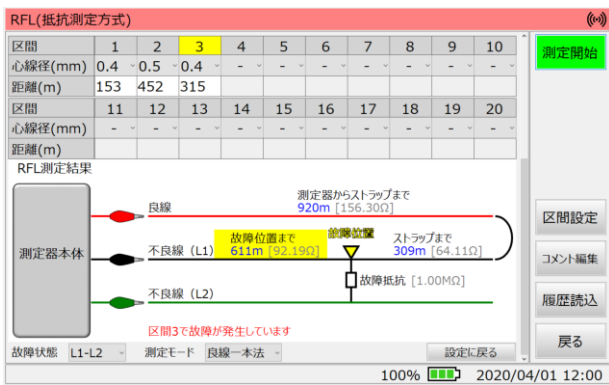 RFL(抵抗測定方式)
区間 1 2 3 4 5 6 7 8 9 10
測定開始
心線径(mm) 0.4 0.5 0.4 - - - - - - -
距離(m) 153 452 315
区間 11 12 13 14 15 16 17 18 19 20
心線径(mm) - - - - - - - - - -
距離(m)
RFL測定結果
測定器からストラップまで
良線 920m [156.30Ω]
区間設定
故障位置まで 故障位置 ストラップまで
測定器本体 不良線 (L1) 611m [92.19Ω] 309m [64.11Ω]
コメント編集
故障抵抗 [1.00MΩ]
不良線 (L2)
履歴読込
区間3で故障が発生しています
戻る
故障状態 L1-L2 測定モード 良線一本法 設定に戻る
100% 2020/04/01 12:00